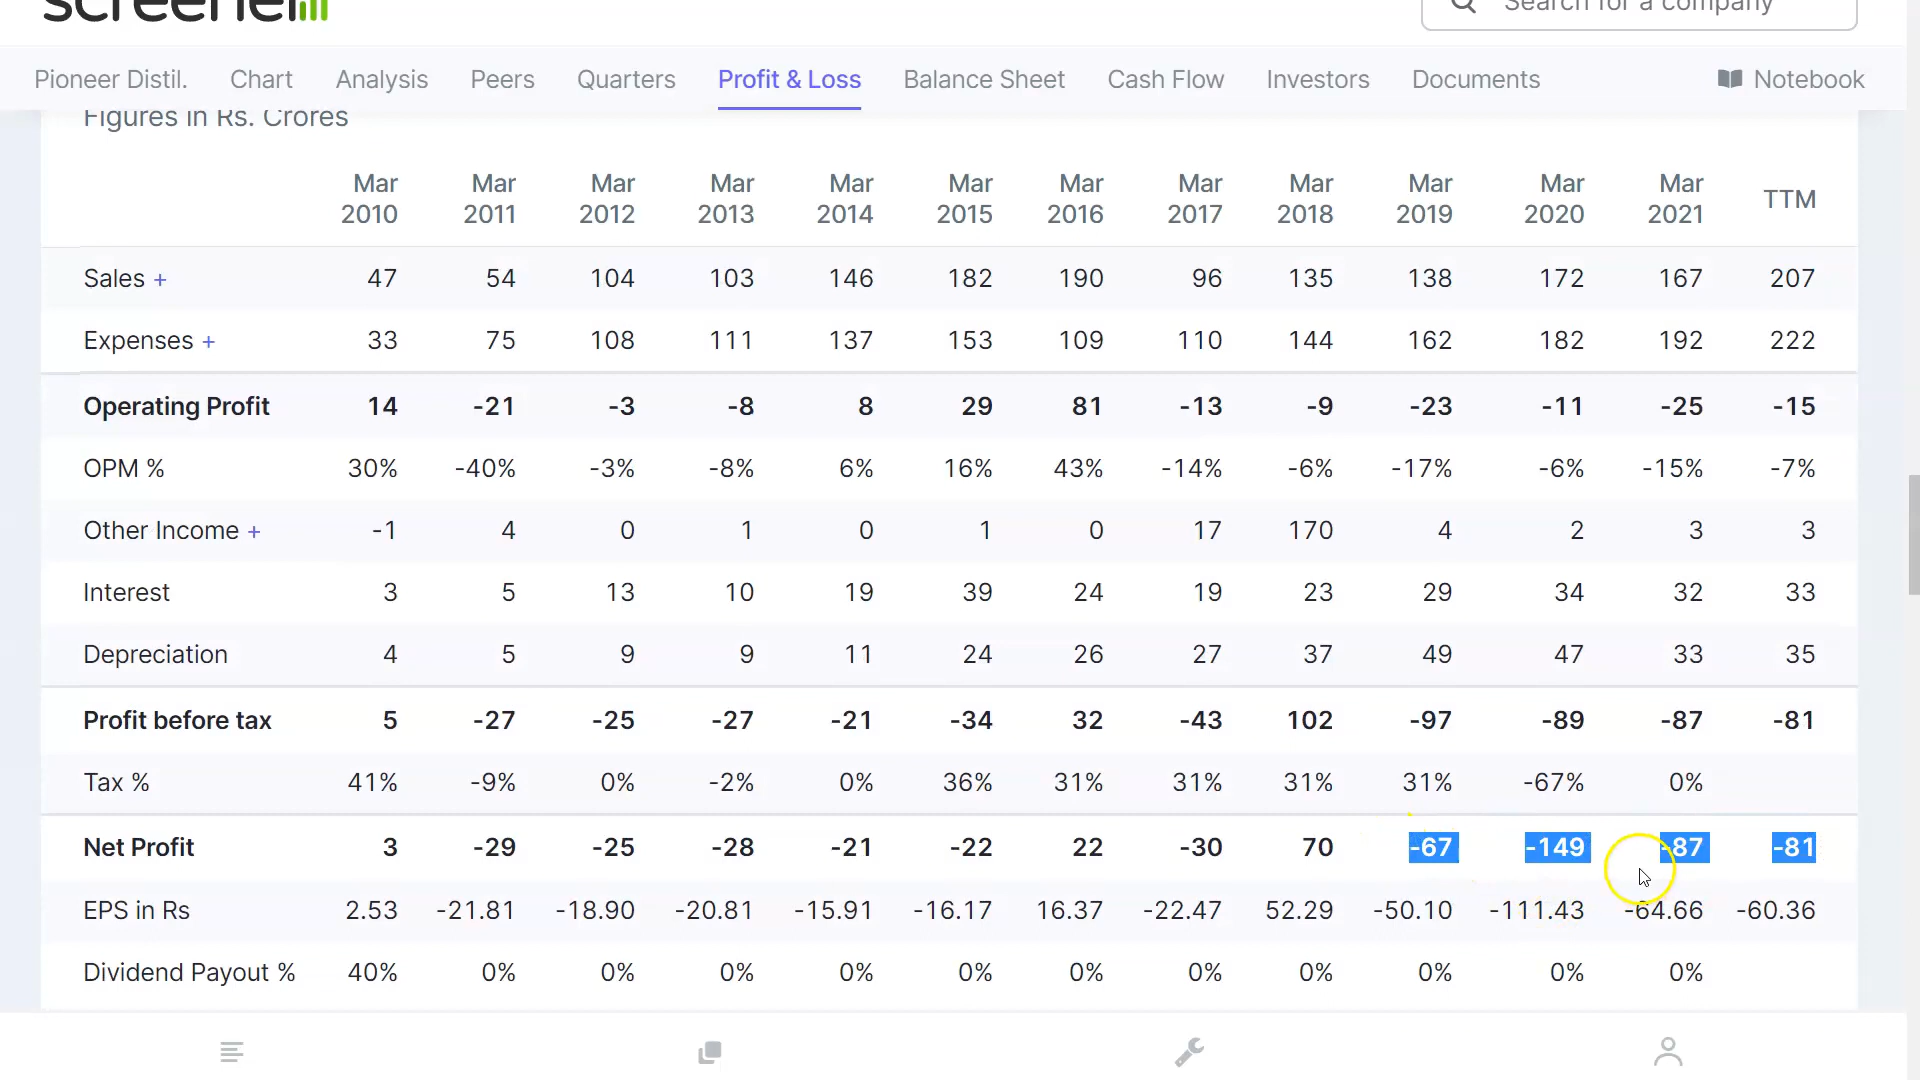 screener
Search for a company
Pioneer Distil. Chart Analysis Peers Quarters Profit & Loss Balance Sheet Cash Flow Investors Documents Notebook
Figures in Rs. Crores
Mar 2010 Mar 2011 Mar 2012 Mar 2013 Mar 2014 Mar 2015 Mar 2016 Mar 2017 Mar 2018 Mar 2019 Mar 2020 Mar 2021 TTM
Sales + 47 54 104 103 146 182 190 96 135 138 172 167 207
Expenses + 33 75 108 111 137 153 109 110 144 162 182 192 222
Operating Profit 14 -21 -3 -8 8 29 81 -13 -9 -23 -11 -25 -15
OPM % 30% -40% -3% -8% 6% 16% 43% -14% -6% -17% -6% -15% -7%
Other Income + -1 4 0 1 0 1 0 17 170 4 2 3 3
Interest 3 5 13 10 19 39 24 19 23 29 34 32 33
Depreciation 4 5 9 9 11 24 26 27 37 49 47 33 35
Profit before tax 5 -27 -25 -27 -21 -34 32 -43 102 -97 -89 -87 -81
Tax % 41% -9% 0% -2% 0% 36% 31% 31% 31% 31% -67% 0%
Net Profit 3 -29 -25 -28 -21 -22 22 -30 70 -67 -149 -87 -81
EPS in Rs 2.53 -21.81 -18.90 -20.81 -15.91 -16.17 16.37 -22.47 52.29 -50.10 -111.43 -64.66 -60.36
Dividend Payout % 40% 0% 0% 0% 0% 0% 0% 0% 0% 0% 0% 0%